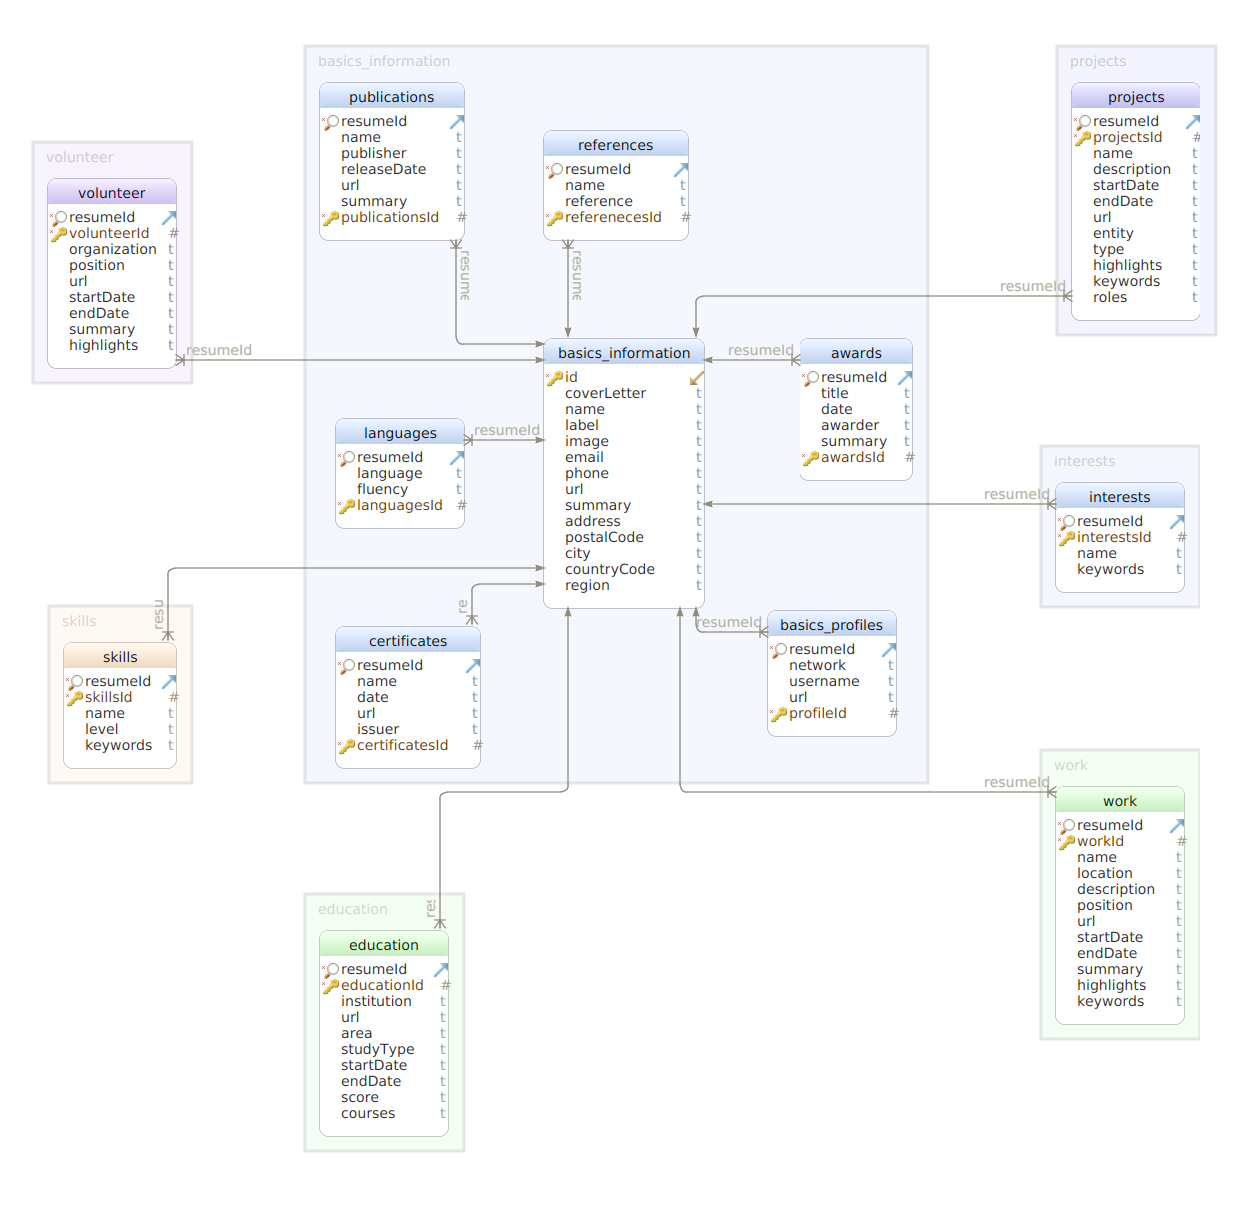 basics_information
publications
resumeId
name t
publisher t
releaseDate t
url t
summary t
publicationsId #
references
resumeId
name t
reference t
referenecesId #
projects
projects
resumeId
projectsId #
name t
description t
startDate t
endDate t
url t
entity t
type t
highlights t
keywords t
roles t
volunteer
volunteer
resumeId
volunteerId #
organization t
position t
url t
startDate t
endDate t
summary t
highlights t
resume
resume
resumeId
resumeId
basics_information
id
coverLetter t
name t
label t
image t
email t
phone t
url t
summary t
address t
postalCode t
city t
countryCode t
region t
resumeId
awards
resumeId
title t
date t
awarder t
summary t
awardsId #
languages
resumeId
language t
fluency t
languagesId #
resumeId
interests
resumeId
interests
resumeId
interestsId #
name t
keywords t
skills
resu
skills
resumeId
skillsId #
name t
level t
keywords t
re
certificates
resumeId
name t
date t
url t
issuer t
certificatesId #
resumeId
basics_profiles
resumeId
network t
username t
url t
profileId #
work
resumeId
work
resumeId
workId #
name t
location t
description t
position t
url t
startDate t
endDate t
summary t
highlights t
keywords t
education
res
education
resumeId
educationId #
institution t
url t
area t
studyType t
startDate t
endDate t
score t
courses t